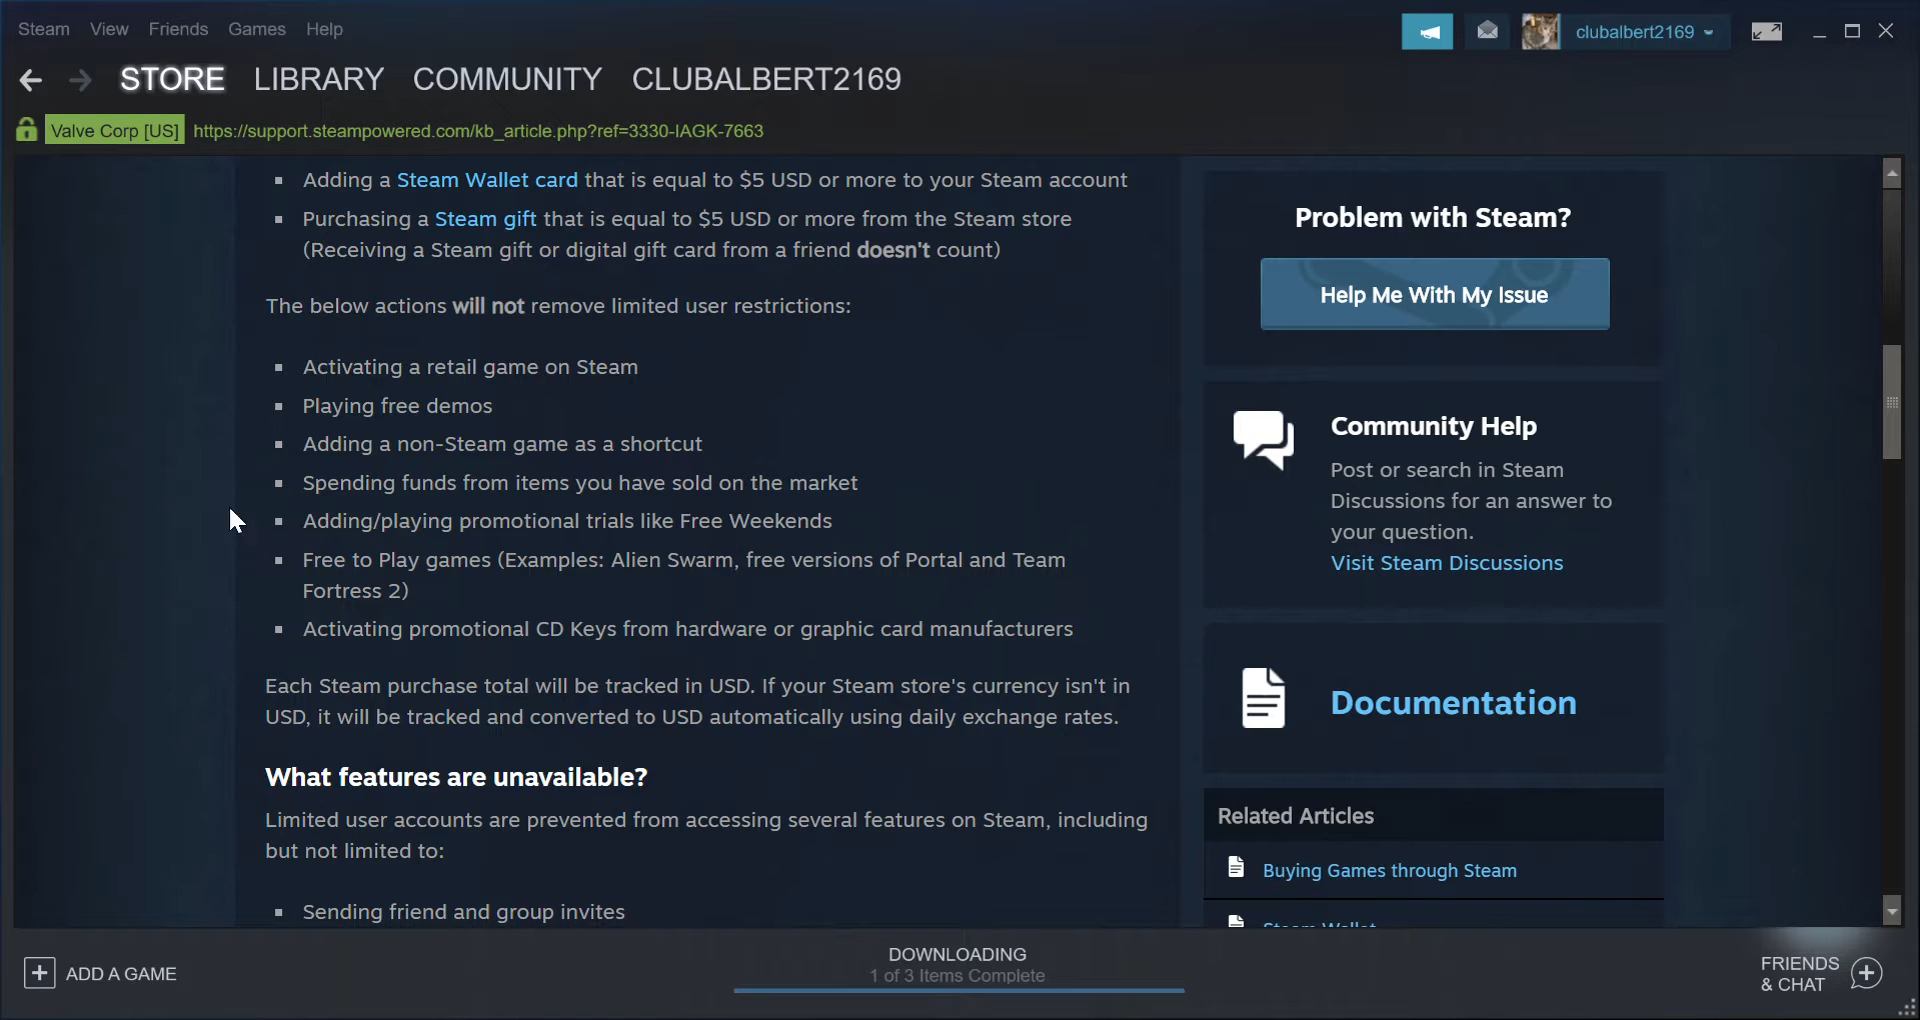 Steam View Friends Games Help
clubalbert2169
STORE LIBRARY COMMUNITY CLUBALBERT2169
Valve Corp [US] https://support.steampowered.com/kb_article.php?ref=3330-IAGK-7663
Adding a Steam Wallet card that is equal to $5 USD or more to your Steam account
Purchasing a Steam gift that is equal to $5 USD or more from the Steam store
(Receiving a Steam gift or digital gift card from a friend doesn't count)
The below actions will not remove limited user restrictions:
Activating a retail game on Steam
Playing free demos
Adding a non-Steam game as a shortcut
Spending funds from items you have sold on the market
Adding/playing promotional trials like Free Weekends
Free to Play games (Examples: Alien Swarm, free versions of Portal and Team
Fortress 2)
Activating promotional CD Keys from hardware or graphic card manufacturers
Each Steam purchase total will be tracked in USD. If your Steam store's currency isn't in
USD, it will be tracked and converted to USD automatically using daily exchange rates.
What features are unavailable?
Limited user accounts are prevented from accessing several features on Steam, including
but not limited to:
Sending friend and group invites
Problem with Steam?
Help Me With My Issue
Community Help
Post or search in Steam
Discussions for an answer to
your question.
Visit Steam Discussions
Documentation
Related Articles
Buying Games through Steam
Steam Wallet
ADD A GAME
DOWNLOADING
1 of 3 Items Complete
FRIENDS
& CHAT